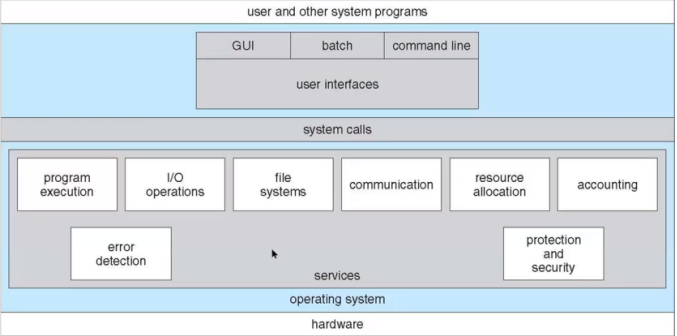 user and other system programs
GUI
batch
command line
user interfaces
system calls
program
execution
I/O
operations
file
systems
communication
resource
allocation
accounting
error
detection
protection
and
security
services
operating system
hardware